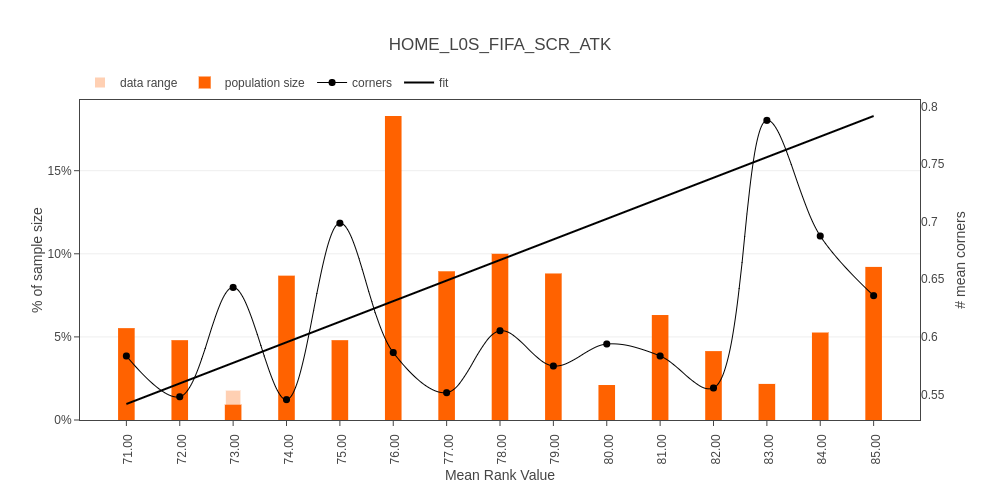 HOME_L0S_FIFA_SCR_ATK
data range population size corners fit
15%
10%
5%
0%
% of sample size
0.8
0.75
0.7
0.65
0.6
0.55
# mean corners
71.00 72.00 73.00 74.00 75.00 76.00 77.00 78.00 79.00 80.00 81.00 82.00 83.00 84.00 85.00
Mean Rank Value